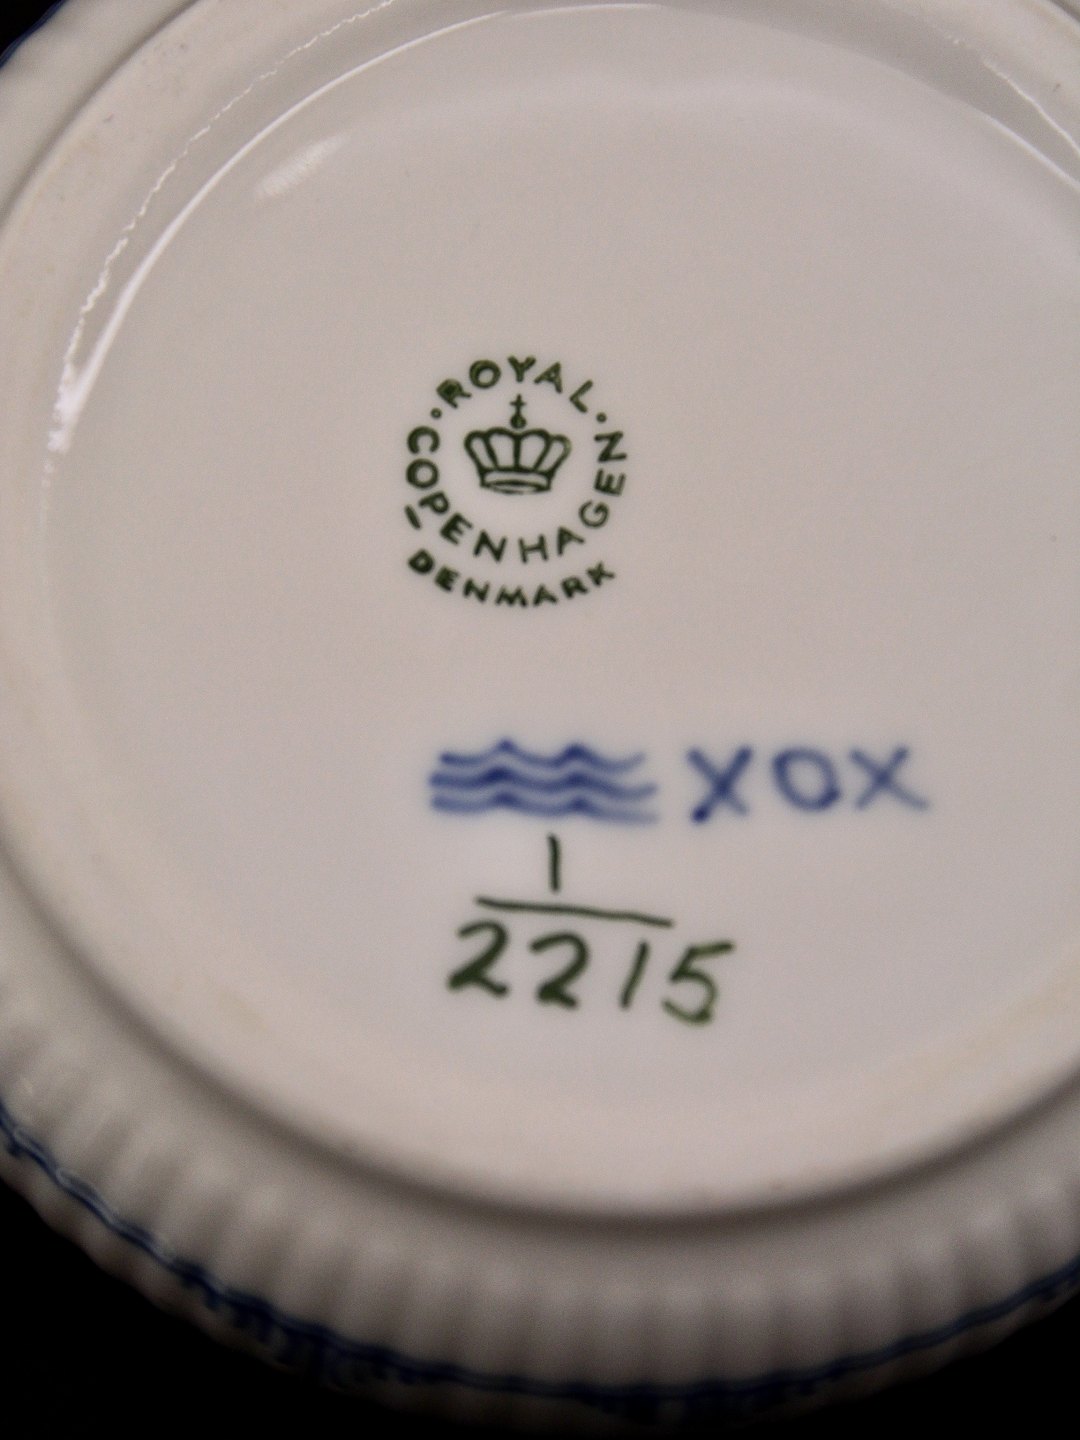 ROYAL
COPENHAGEN
DENMARK
XOX
1
2215